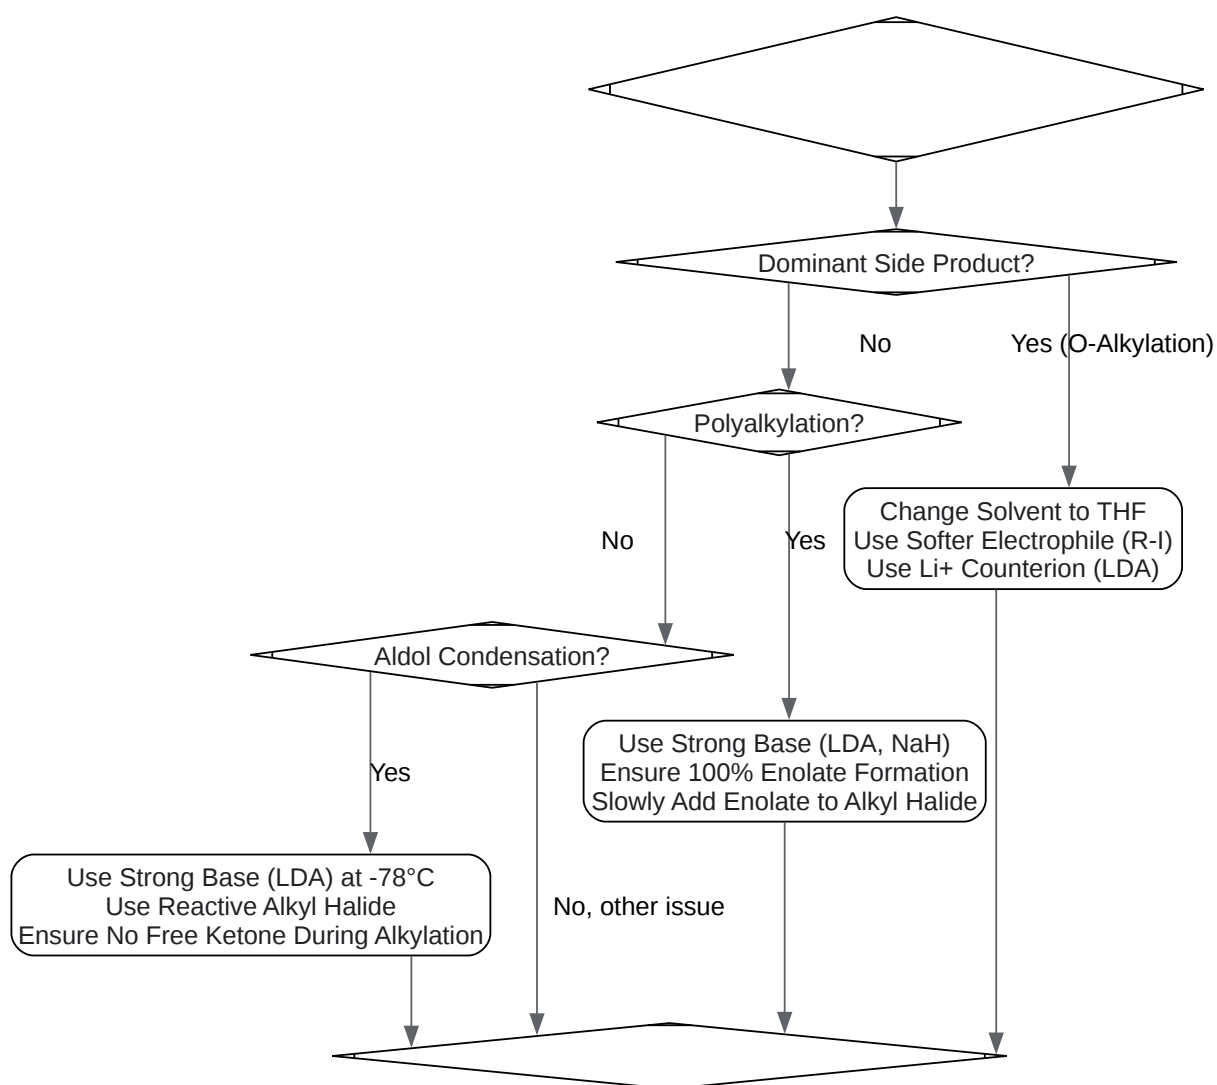 Dominant Side Product?
No
Yes (O-Alkylation)
Polyalkylation?
Change Solvent to THF
Use Softer Electrophile (R-I)
Use Li+ Counterion (LDA)
No
Yes
Aldol Condensation?
Use Strong Base (LDA, NaH)
Ensure 100% Enolate Formation
Slowly Add Enolate to Alkyl Halide
Yes
Use Strong Base (LDA) at -78°C
Use Reactive Alkyl Halide
Ensure No Free Ketone During Alkylation
No, other issue